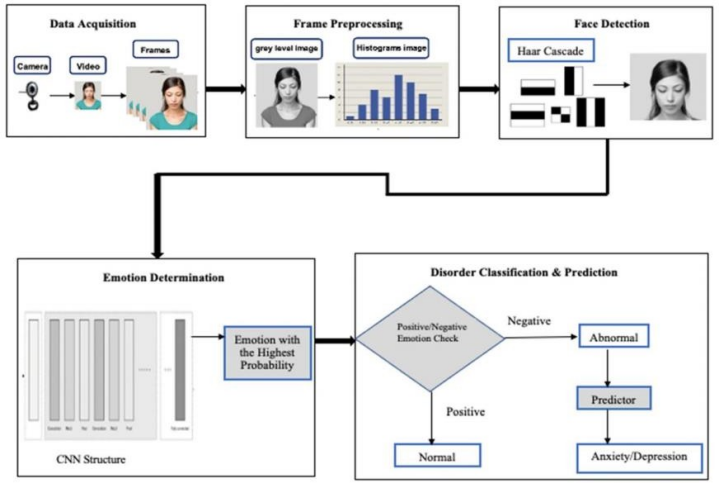 Data Acquisition
Camera
Video
Frames
Frame Preprocessing
grey level image
Histograms image
Face Detection
Haar Cascade
Emotion Determination
CNN Structure
Emotion with
the Highest
Probability
Disorder Classification & Prediction
Positive/Negative
Emotion Check
Negative
Abnormal
Predictor
Anxiety/Depression
Positive
Normal